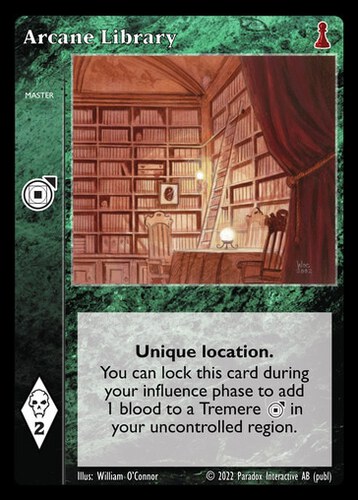 Arcane Library
MASTER
Unique location.
You can lock this card during
your influence phase to add
1 blood to a Tremere in
your uncontrolled region.
2
Illus: William O'Connor © 2022 Paradox Interactive AB (publ)